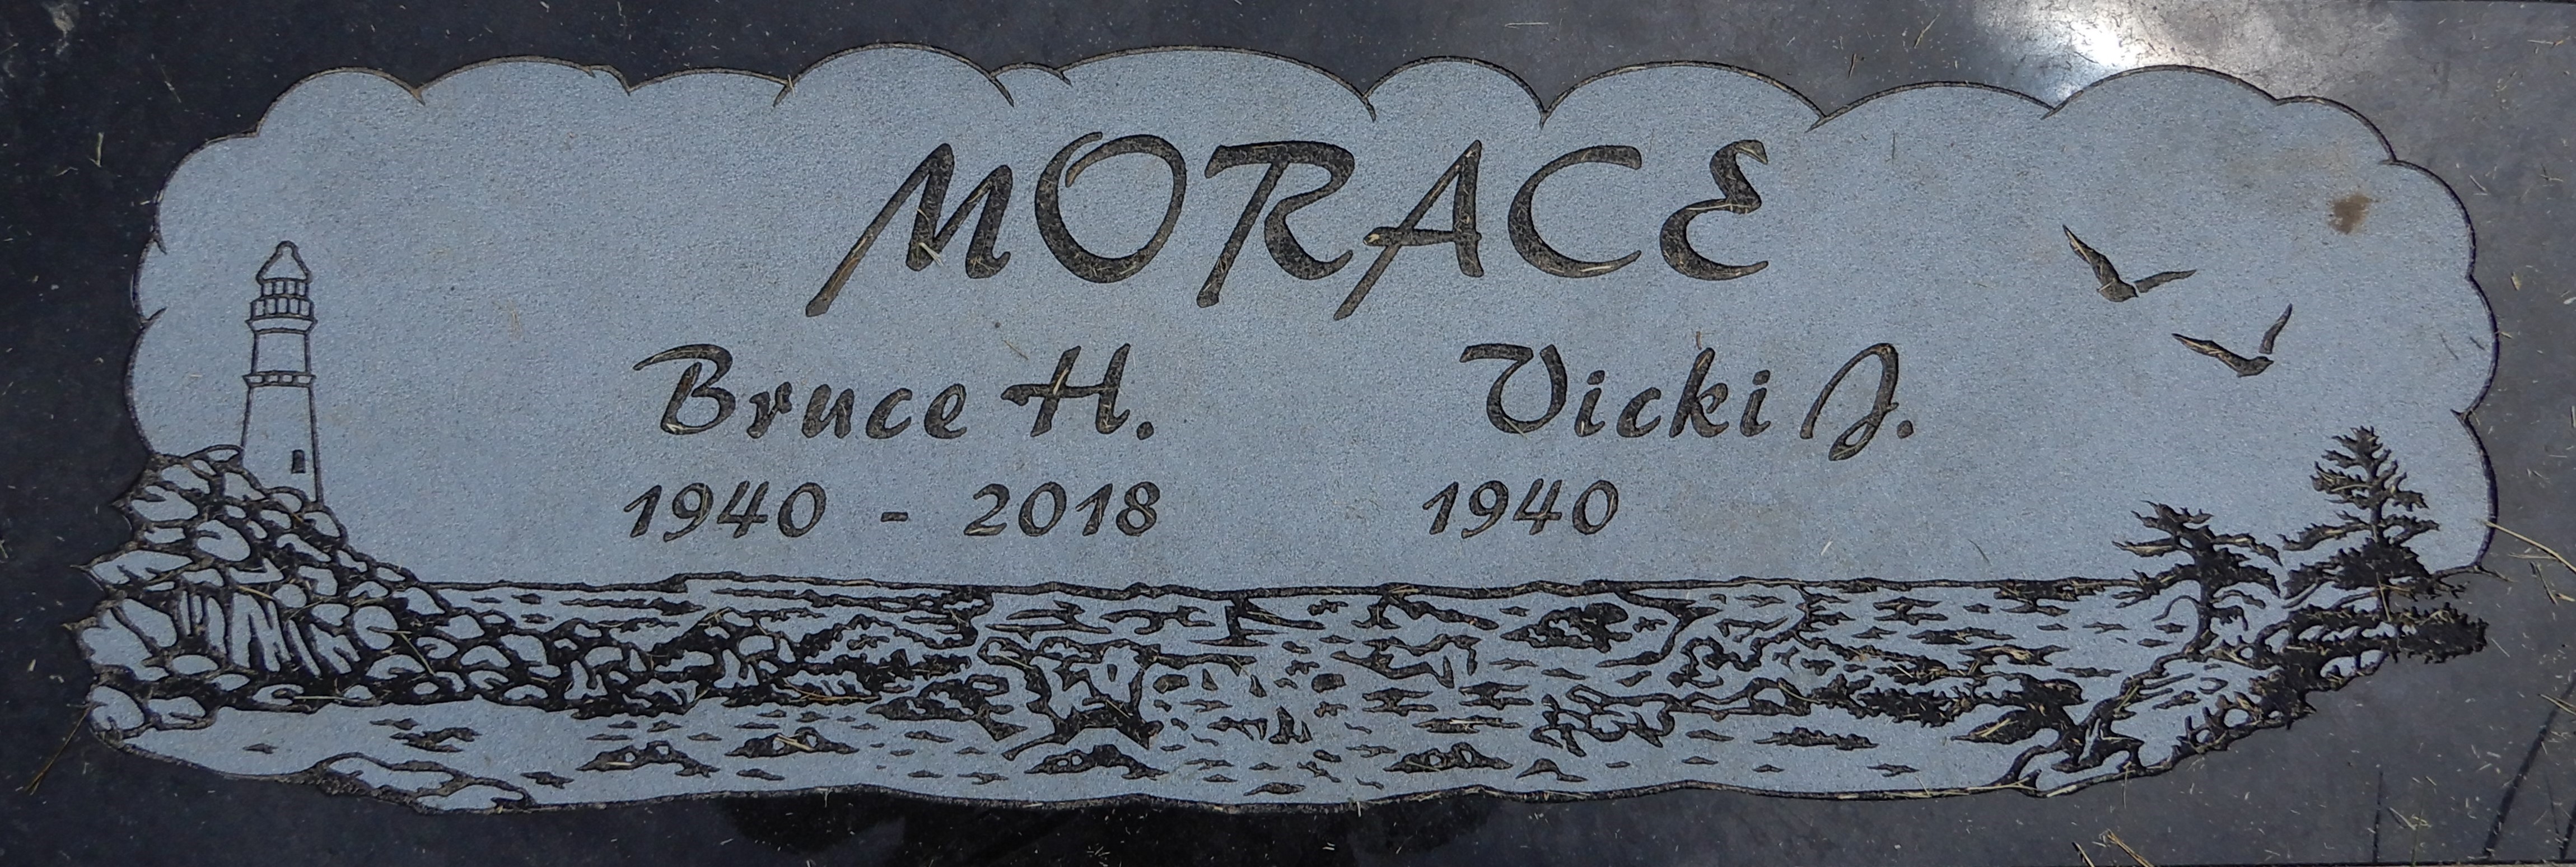 MORACE
Bruce H. Vicki J.
1940 - 2018 1940